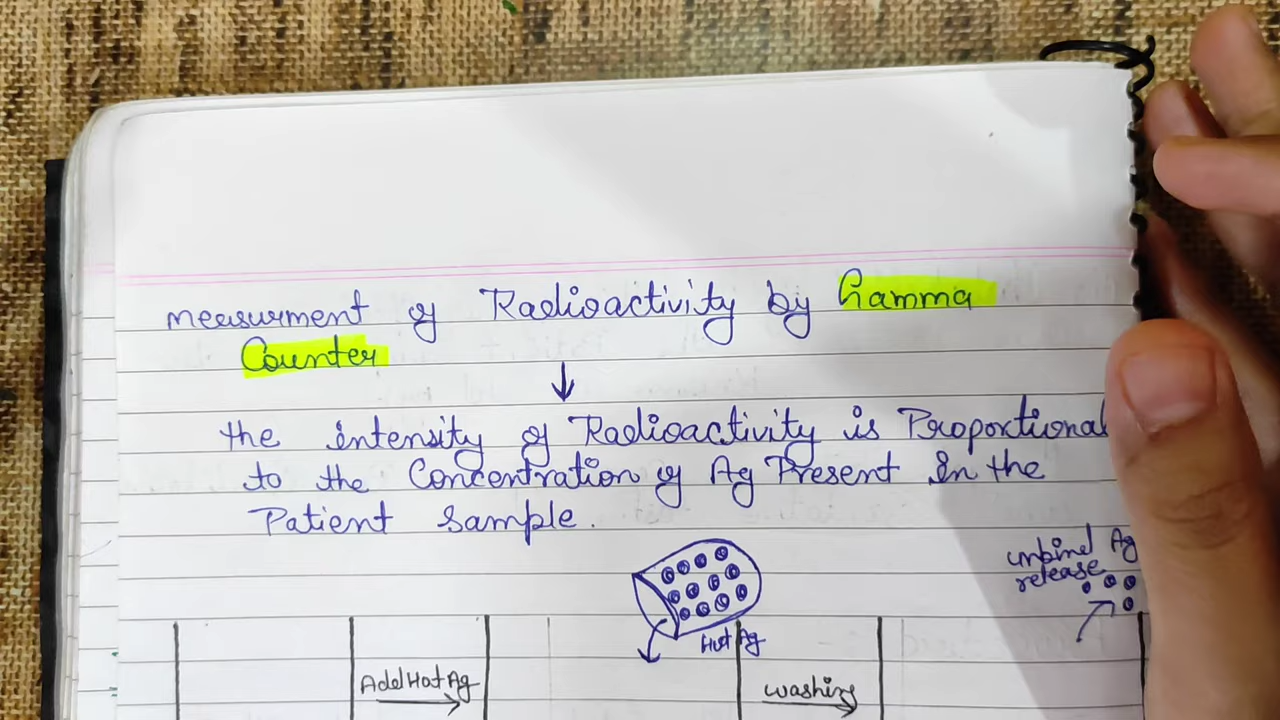 measurment of Radioactivity by Gamma
Counter
↓
the intensity of Radioactivity is Proportional
to the Concentration of Ag Present in the
Patient sample.
unbind Ag
release
Hot Ag
Add Hot Ag
washing